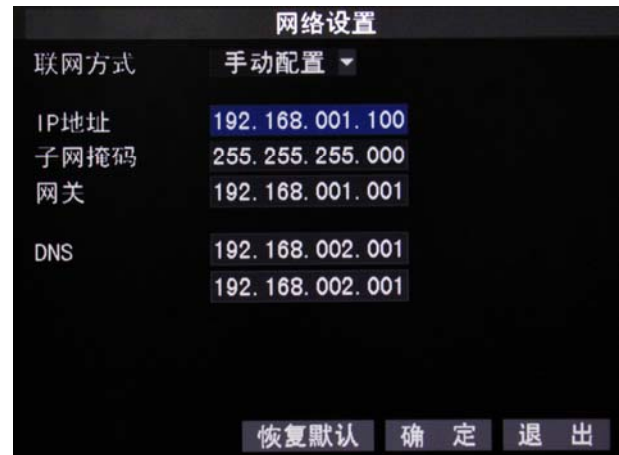 网络设置
联网方式 手动配置
IP地址 192.168.001.100
子网掩码 255.255.255.000
网关 192.168.001.001
DNS 192.168.002.001
192.168.002.001
恢复默认 确 定 退 出